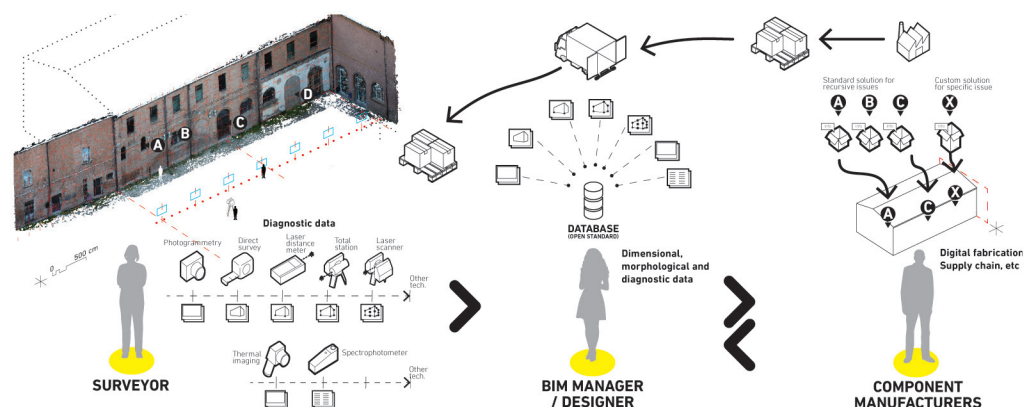 A
B
C
D
0 500 cm
Diagnostic data
Photogrammetry
Direct
survey
Laser
distance
meter
Total
station
Laser
scanner
Other
tech.
Thermal
imaging
Spectrophotometer
Other
tech.
SURVEYOR
DATABASE
(OPEN STANDARD)
Dimensional,
morphological and
diagnostic data
BIM MANAGER
/ DESIGNER
Standard solution for
recursive issues
Custom solution
for specific issue
A
B
C
X
A
C
X
Digital fabrication
Supply chain, etc
COMPONENT
MANUFACTURERS